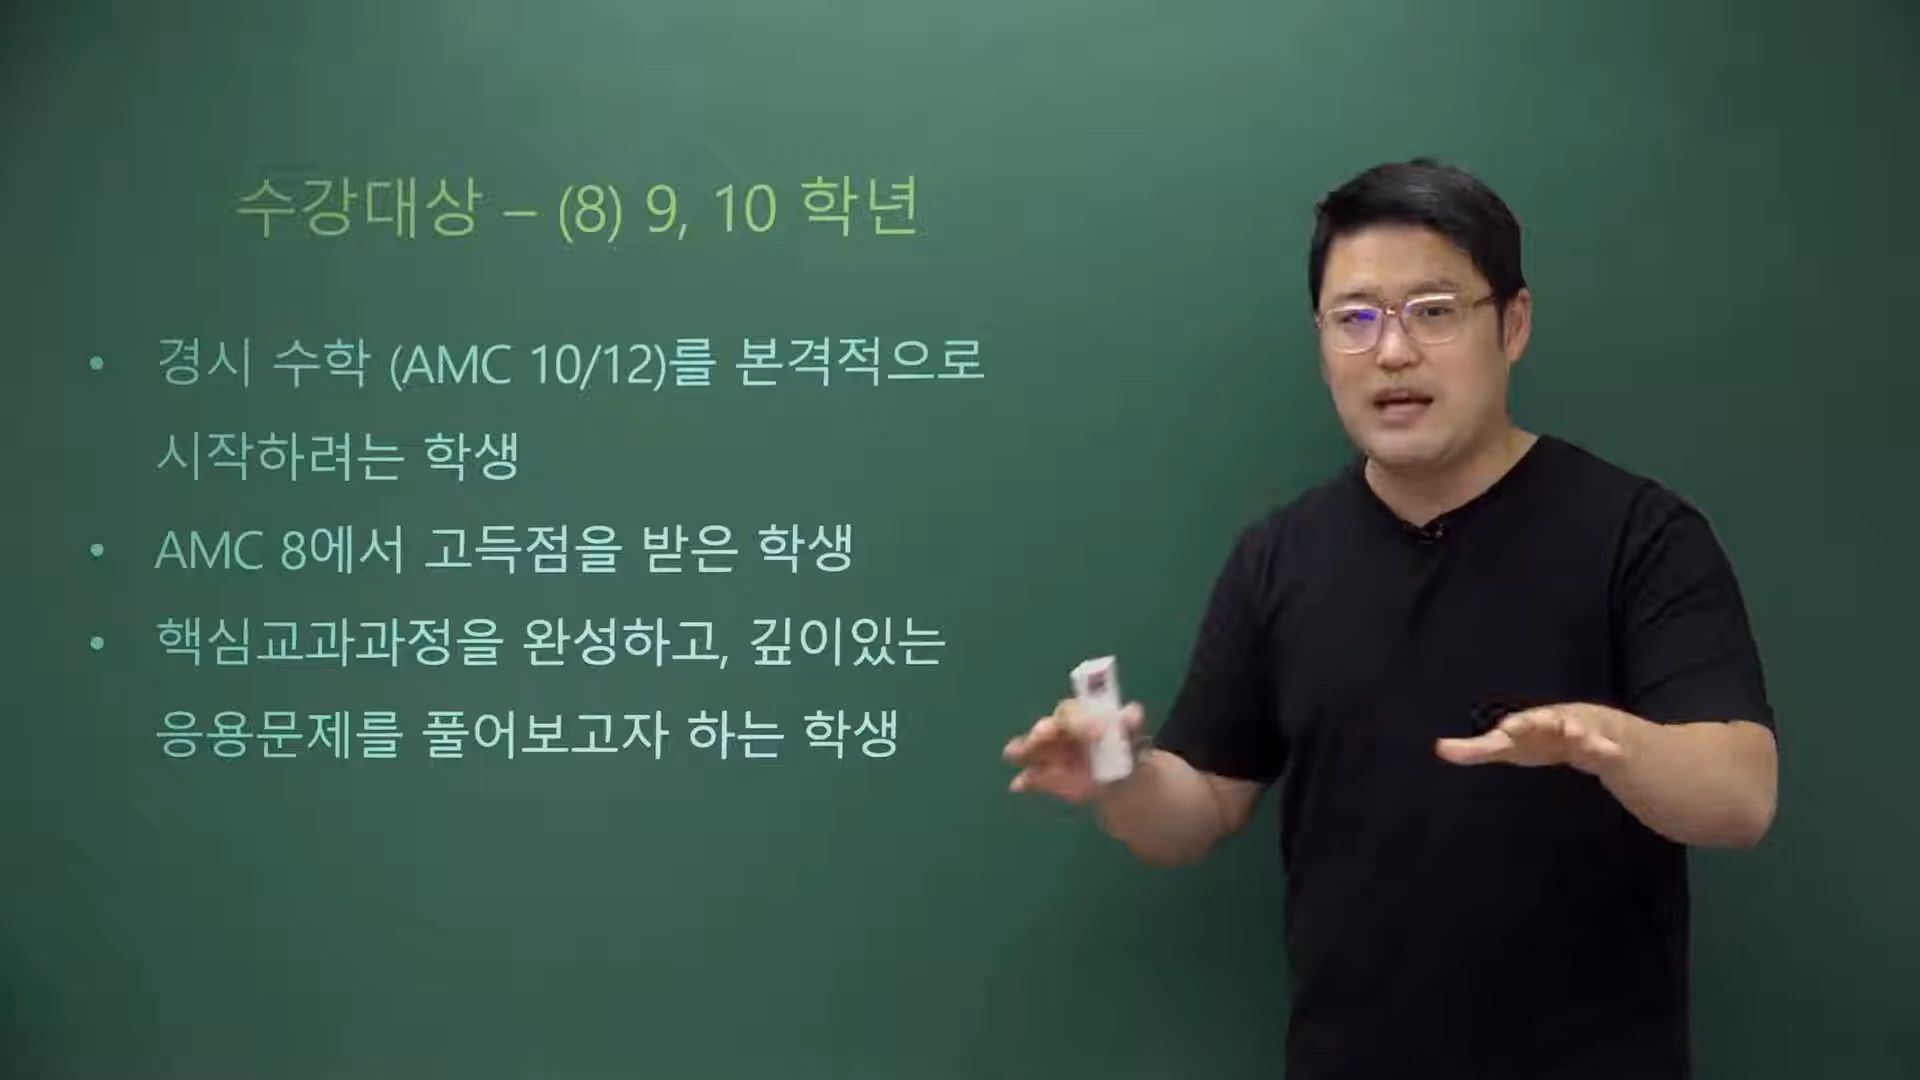 수강대상 – (8) 9, 10 학년
• 경시 수학 (AMC 10/12)를 본격적으로
시작하려는 학생
• AMC 8에서 고득점을 받은 학생
• 핵심교과과정을 완성하고, 깊이있는
응용문제를 풀어보고자 하는 학생